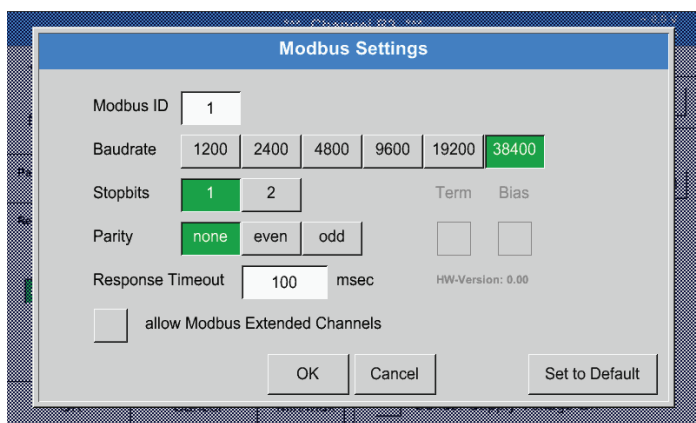 *** Channel B2 ***
Modbus Settings
Modbus ID 1
Baudrate 1200 2400 4800 9600 19200 38400
Stopbits 1 2 Term Bias
Parity none even odd
Response Timeout 100 msec HW-Version: 0.00
allow Modbus Extended Channels
OK Cancel Set to Default